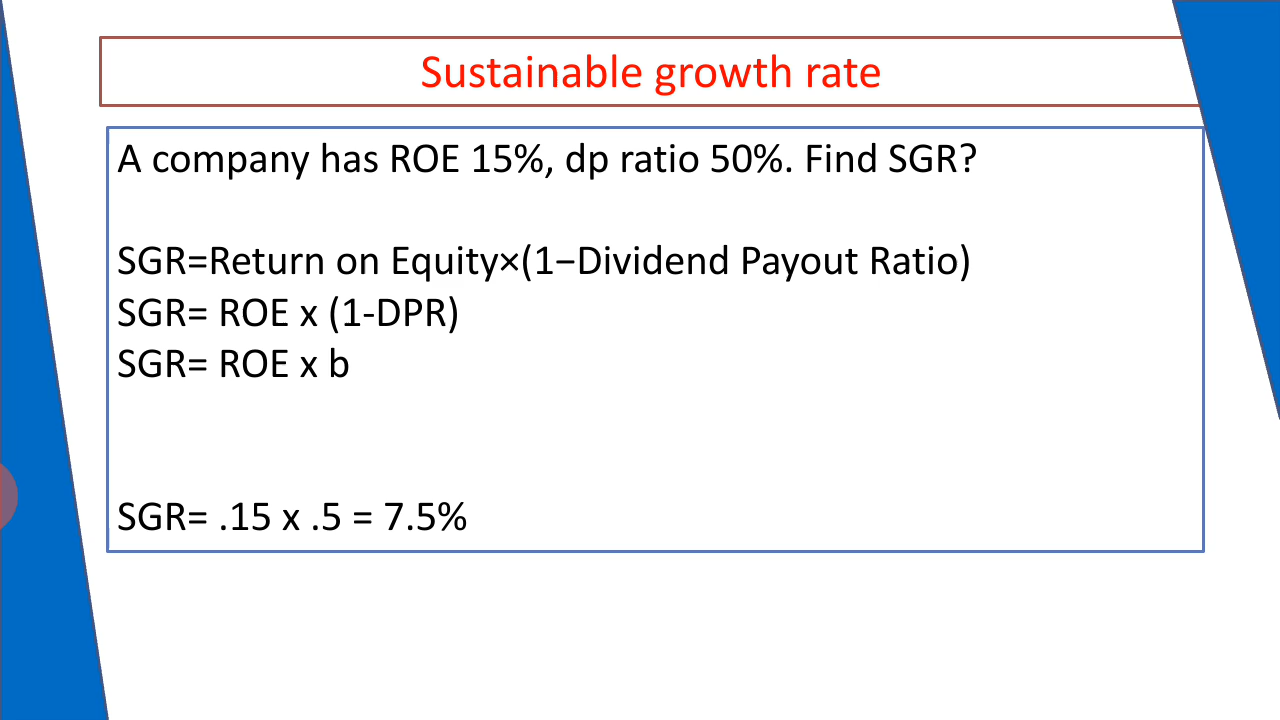 Sustainable growth rate
A company has ROE 15%, dp ratio 50%. Find SGR?
SGR=Return on Equity×(1−Dividend Payout Ratio)
SGR= ROE x (1-DPR)
SGR= ROE x b
SGR= .15 x .5 = 7.5%